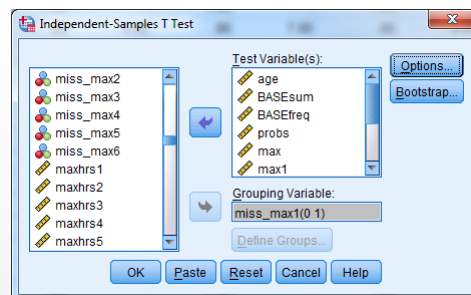 Independent-Samples T Test
miss_max2
miss_max3
miss_max4
miss_max5
miss_max6
maxhrs1
maxhrs2
maxhrs3
maxhrs4
maxhrs5
Test Variable(s):
age
BASEsum
BASEfreq
probs
max
max1
Grouping Variable:
miss_max1(0 1)
Define Groups...
Options...
Bootstrap...
OK
Paste
Reset
Cancel
Help